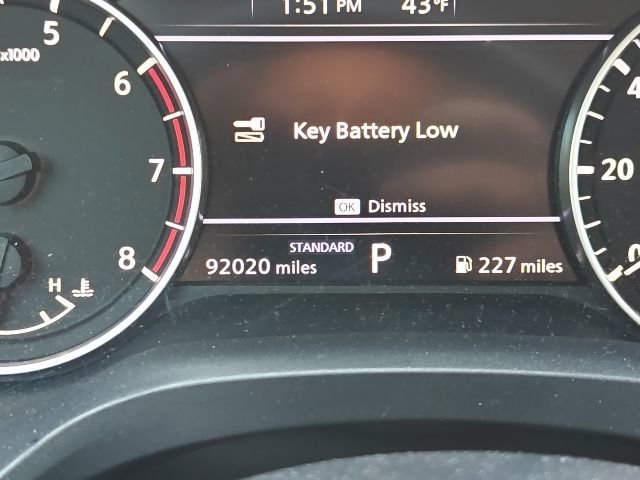 1:51 PM 43°F
5
x1000
6
7
8
H
Key Battery Low
OK Dismiss
STANDARD
92020 miles P 227 miles
20
0